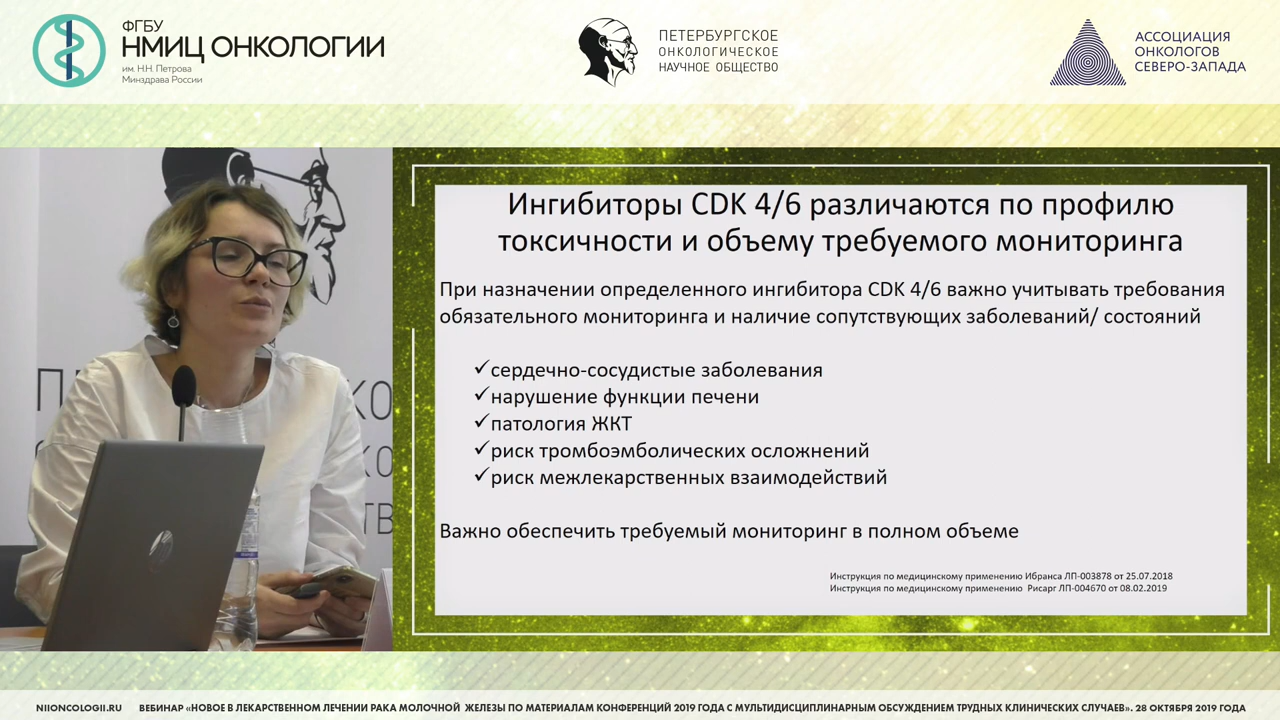 ФГБУ
НМИЦ ОНКОЛОГИИ
им. Н.Н. Петрова
Минздрава России
ПЕТЕРБУРГСКОЕ
ОНКОЛОГИЧЕСКОЕ
НАУЧНОЕ ОБЩЕСТВО
АССОЦИАЦИЯ
ОНКОЛОГОВ
СЕВЕРО-ЗАПАДА
Ингибиторы CDK 4/6 различаются по профилю
токсичности и объему требуемого мониторинга
При назначении определенного ингибитора CDK 4/6 важно учитывать требования
обязательного мониторинга и наличие сопутствующих заболеваний/ состояний
✓сердечно-сосудистые заболевания
✓нарушение функции печени
✓патология ЖКТ
✓риск тромбоэмболических осложнений
✓риск межлекарственных взаимодействий
Важно обеспечить требуемый мониторинг в полном объеме
Инструкция по медицинскому применению Ибранса ЛП-003878 от 25.07.2018
Инструкция по медицинскому применению Рисарг ЛП-004670 от 08.02.2019
NIIONCOLOGII.RU ВЕБИНАР «НОВОЕ В ЛЕКАРСТВЕННОМ ЛЕЧЕНИИ РАКА МОЛОЧНОЙ ЖЕЛЕЗЫ ПО МАТЕРИАЛАМ КОНФЕРЕНЦИЙ 2019 ГОДА С МУЛЬТИДИСЦИПЛИНАРНЫМ ОБСУЖДЕНИЕМ ТРУДНЫХ КЛИНИЧЕСКИХ СЛУЧАЕВ». 28 ОКТЯБРЯ 2019 ГОДА